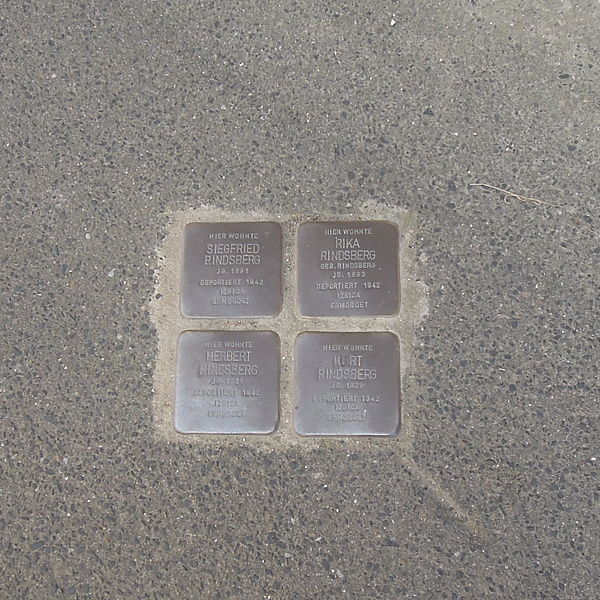 HIER WOHNTE
SIEGFRIED
RINDSBERG
JG. 1891
DEPORTIERT 1942
IZBICA
ERMORDET
HIER WOHNTE
RIKA
RINDSBERG
GEB. RINDSBERG
JG. 1893
DEPORTIERT 1942
IZBICA
ERMORDET
HIER WOHNTE
HERBERT
RINDSBERG
JG.
DEPORTIERT 1942
IZBICA
ERMORDET
HIER WOHNTE
KURT
RINDSBERG
JG. 1929
DEPORTIERT 1942
IZBICA
ERMORDET